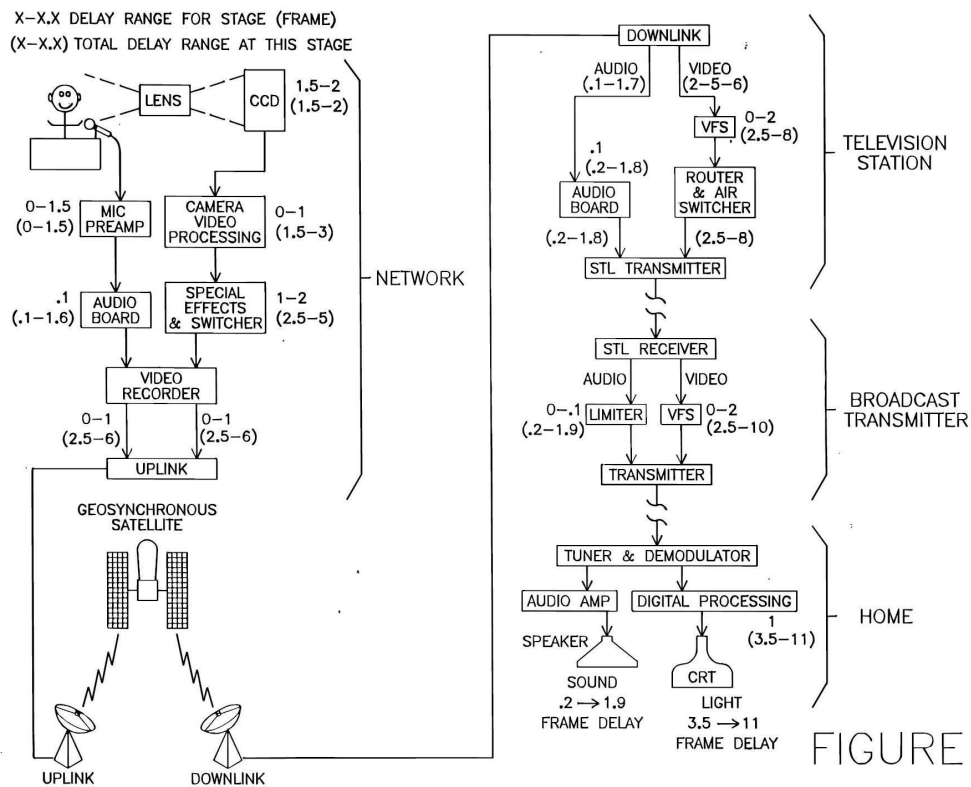 X–X.X DELAY RANGE FOR STAGE (FRAME)
(X–X.X) TOTAL DELAY RANGE AT THIS STAGE
LENS
CCD
1.5–2
(1.5–2)
0–1.5
(0–1.5)
MIC
PREAMP
CAMERA
VIDEO
PROCESSING
0–1
(1.5–3)
.1
(.1–1.6)
AUDIO
BOARD
SPECIAL
EFFECTS
& SWITCHER
1–2
(2.5–5)
VIDEO
RECORDER
0–1
(2.5–6)
0–1
(2.5–6)
UPLINK
NETWORK
GEOSYNCHRONOUS
SATELLITE
UPLINK
DOWNLINK
DOWNLINK
AUDIO
(.1–1.7)
VIDEO
(2–5–6)
VFS
0–2
(2.5–8)
.1
(.2–1.8)
AUDIO
BOARD
ROUTER
& AIR
SWITCHER
(.2–1.8)
(2.5–8)
STL TRANSMITTER
TELEVISION
STATION
STL RECEIVER
AUDIO
VIDEO
0–.1
(.2–1.9)
LIMITER
VFS
0–2
(2.5–10)
TRANSMITTER
BROADCAST
TRANSMITTER
TUNER & DEMODULATOR
AUDIO AMP
DIGITAL PROCESSING
1
(3.5–11)
SPEAKER
CRT
SOUND
.2→1.9
FRAME DELAY
LIGHT
3.5→11
FRAME DELAY
HOME
FIGURE